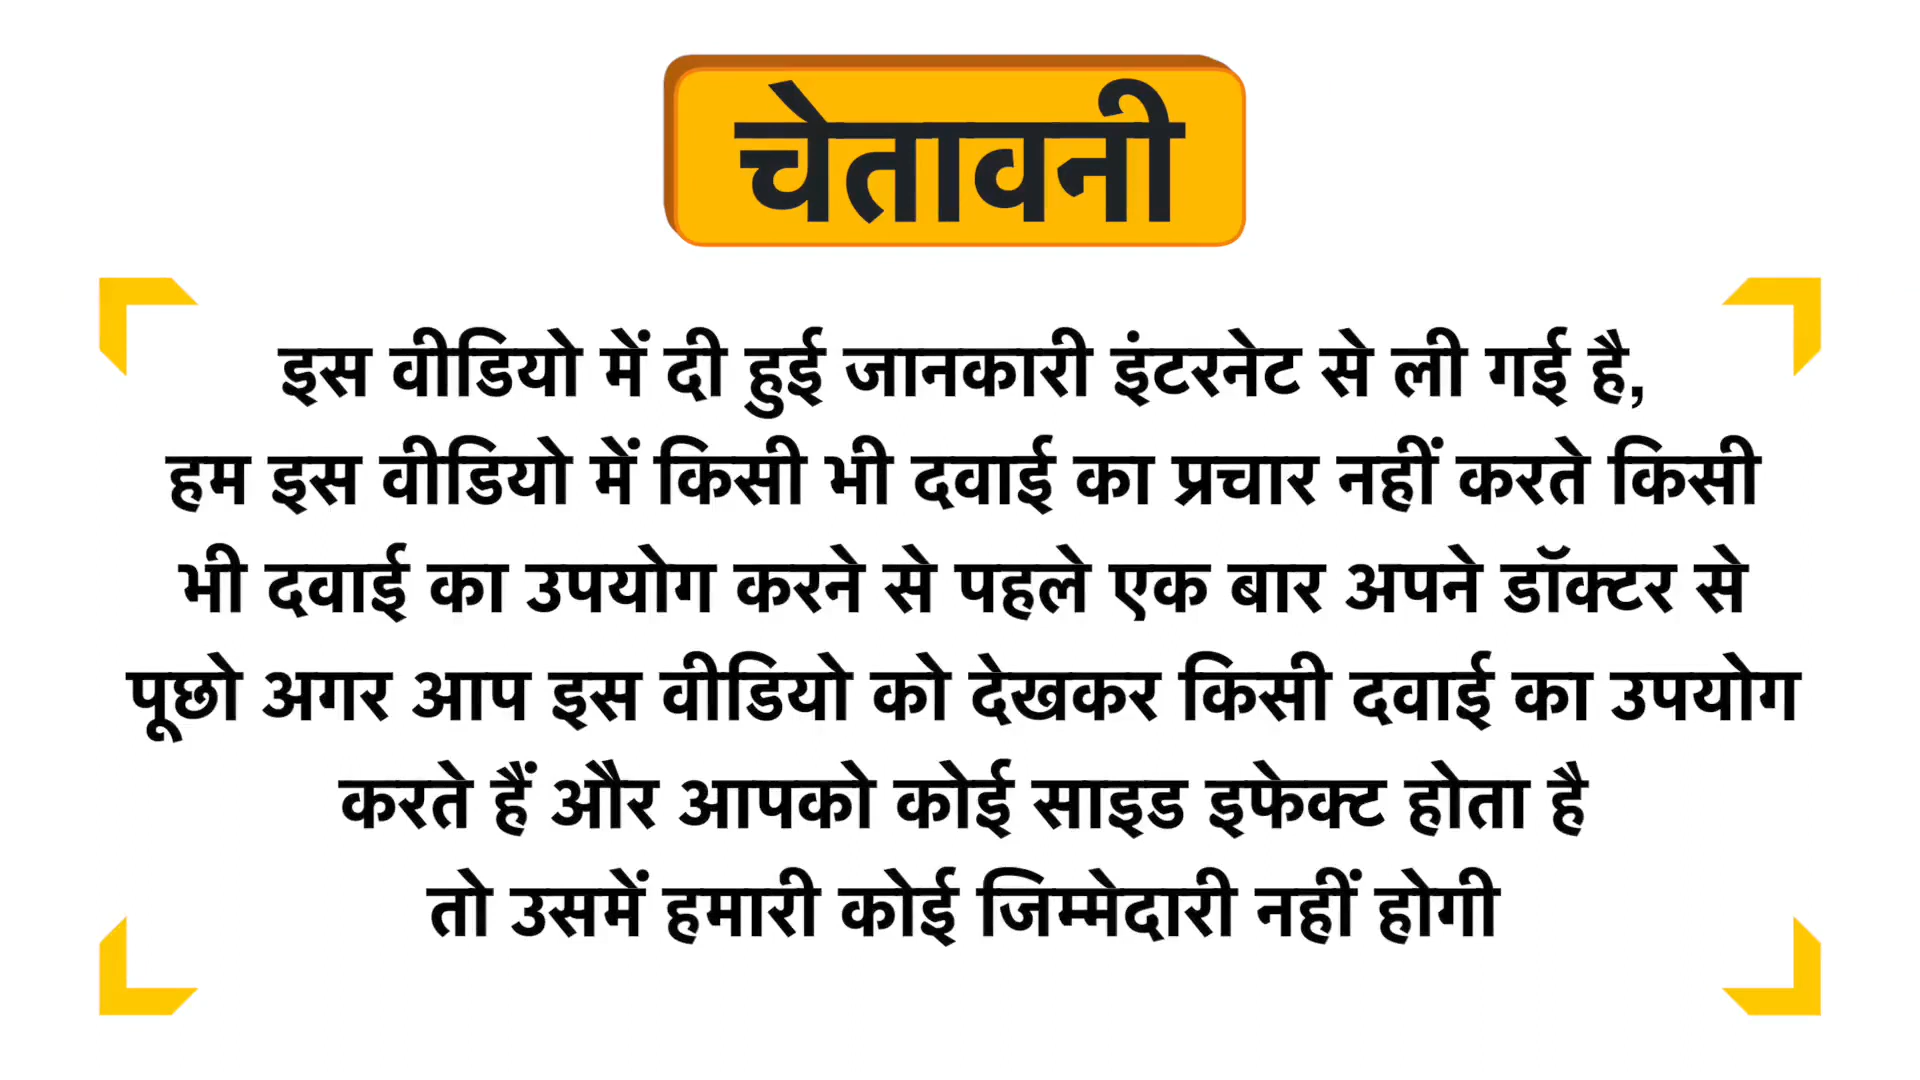 चेतावनी
इस वीडियो में दी हुई जानकारी इंटरनेट से ली गई है,
हम इस वीडियो में किसी भी दवाई का प्रचार नहीं करते किसी
भी दवाई का उपयोग करने से पहले एक बार अपने डॉक्टर से
पूछो अगर आप इस वीडियो को देखकर किसी दवाई का उपयोग
करते हैं और आपको कोई साइड इफेक्ट होता है
तो उसमें हमारी कोई जिम्मेदारी नहीं होगी